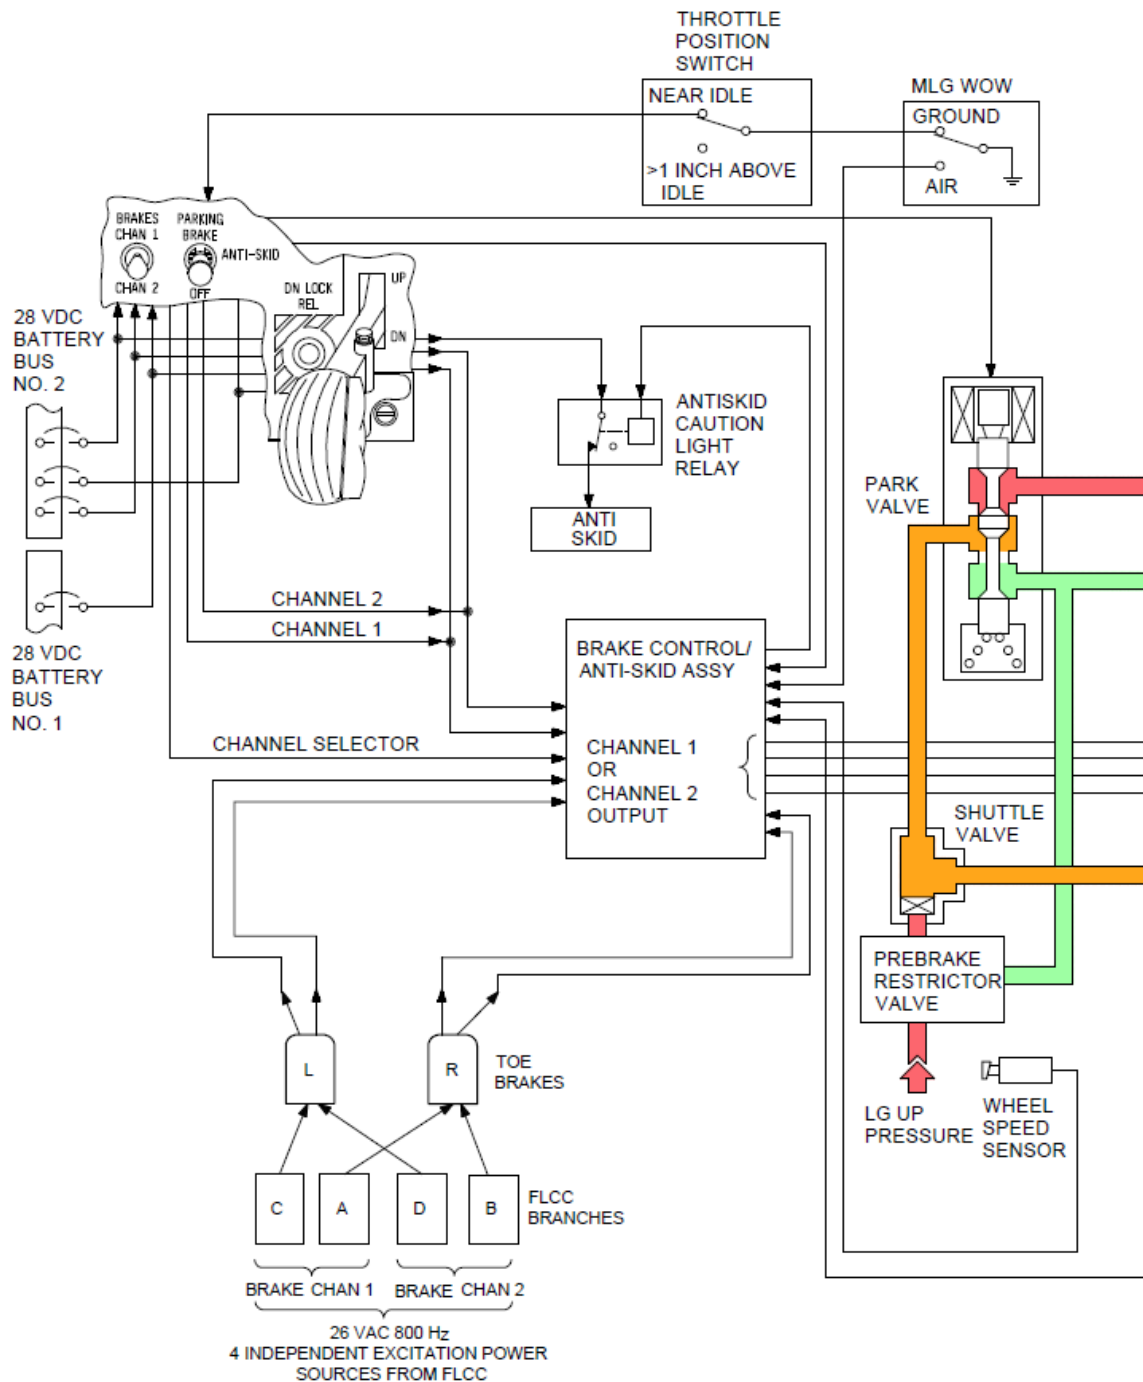 THROTTLE
POSITION
SWITCH
NEAR IDLE
>1 INCH ABOVE
IDLE
MLG WOW
GROUND
AIR
BRAKES
CHAN 1
CHAN 2
PARKING
BRAKE
ANTI-SKID
OFF
DN LOCK
REL
UP
DN
28 VDC
BATTERY
BUS
NO. 2
28 VDC
BATTERY
BUS
NO. 1
ANTISKID
CAUTION
LIGHT
RELAY
ANTI
SKID
PARK
VALVE
CHANNEL 2
CHANNEL 1
CHANNEL SELECTOR
BRAKE CONTROL/
ANTI-SKID ASSY
CHANNEL 1
OR
CHANNEL 2
OUTPUT
SHUTTLE
VALVE
PREBRAKE
RESTRICTOR
VALVE
LG UP
PRESSURE
WHEEL
SPEED
SENSOR
L
R
TOE
BRAKES
C
A
D
B
FLCC
BRANCHES
BRAKE CHAN 1
BRAKE CHAN 2
26 VAC 800 Hz
4 INDEPENDENT EXCITATION POWER
SOURCES FROM FLCC